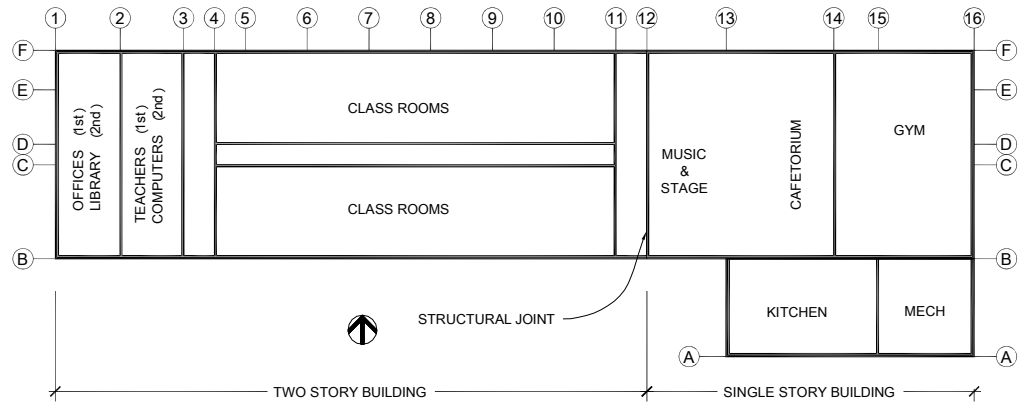 1 2 3 4 5 6 7 8 9 10 11 12 13 14 15 16
F F
E E
D D
C C
B B
A A
OFFICES (1st)
LIBRARY (2nd)
TEACHERS (1st)
COMPUTERS (2nd)
CLASS ROOMS
CLASS ROOMS
MUSIC
&
STAGE
CAFETORIUM
GYM
KITCHEN
MECH
STRUCTURAL JOINT
TWO STORY BUILDING
SINGLE STORY BUILDING